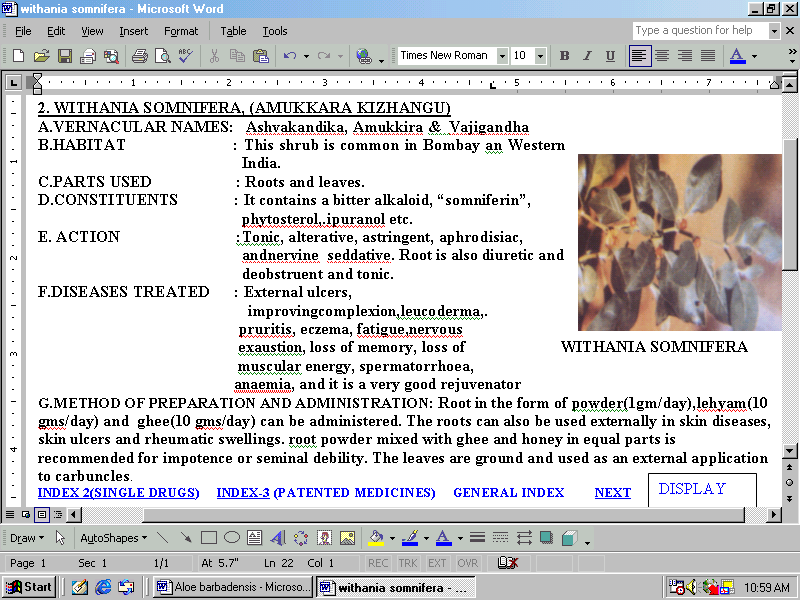 withania somnifera - Microsoft Word
File Edit View Insert Format Table Tools Type a question for help
Times New Roman 10 B I U A
1 2 3 4 5 6 7
2. WITHANIA SOMNIFERA, (AMUKKARA KIZHANGU)
A.VERNACULAR NAMES: Ashvakandika, Amukkira & Vajigandha
B.HABITAT : This shrub is common in Bombay an Western
India.
C.PARTS USED : Roots and leaves.
D.CONSTITUENTS : It contains a bitter alkaloid, “somniferin”,
phytosterol,.ipuranol etc.
E. ACTION :Tonic, alterative, astringent, aphrodisiac,
andnervine seddative. Root is also diuretic and
deobstruent and tonic.
F.DISEASES TREATED : External ulcers,
improvingcomplexion,leucoderma,.
pruritis, eczema, fatigue,nervous
exaustion, loss of memory, loss of
muscular energy, spermatorrhoea,
anaemia, and it is a very good rejuvenator
WITHANIA SOMNIFERA
G.METHOD OF PREPARATION AND ADMINISTRATION: Root in the form of powder(1gm/day),lehyam(10
gms/day) and ghee(10 gms/day) can be administered. The roots can also be used externally in skin diseases,
skin ulcers and rheumatic swellings. root powder mixed with ghee and honey in equal parts is
recommended for impotence or seminal debility. The leaves are ground and used as an external application
to carbuncles.
INDEX 2(SINGLE DRUGS) INDEX-3 (PATENTED MEDICINES) GENERAL INDEX NEXT DISPLAY
Draw AutoShapes A
Page 1 Sec 1 1/1 At 5.7" Ln 22 Col 1 REC TRK EXT OVR
Start Aloe barbadensis - Microso... withania somnifera - ... 10:59 AM